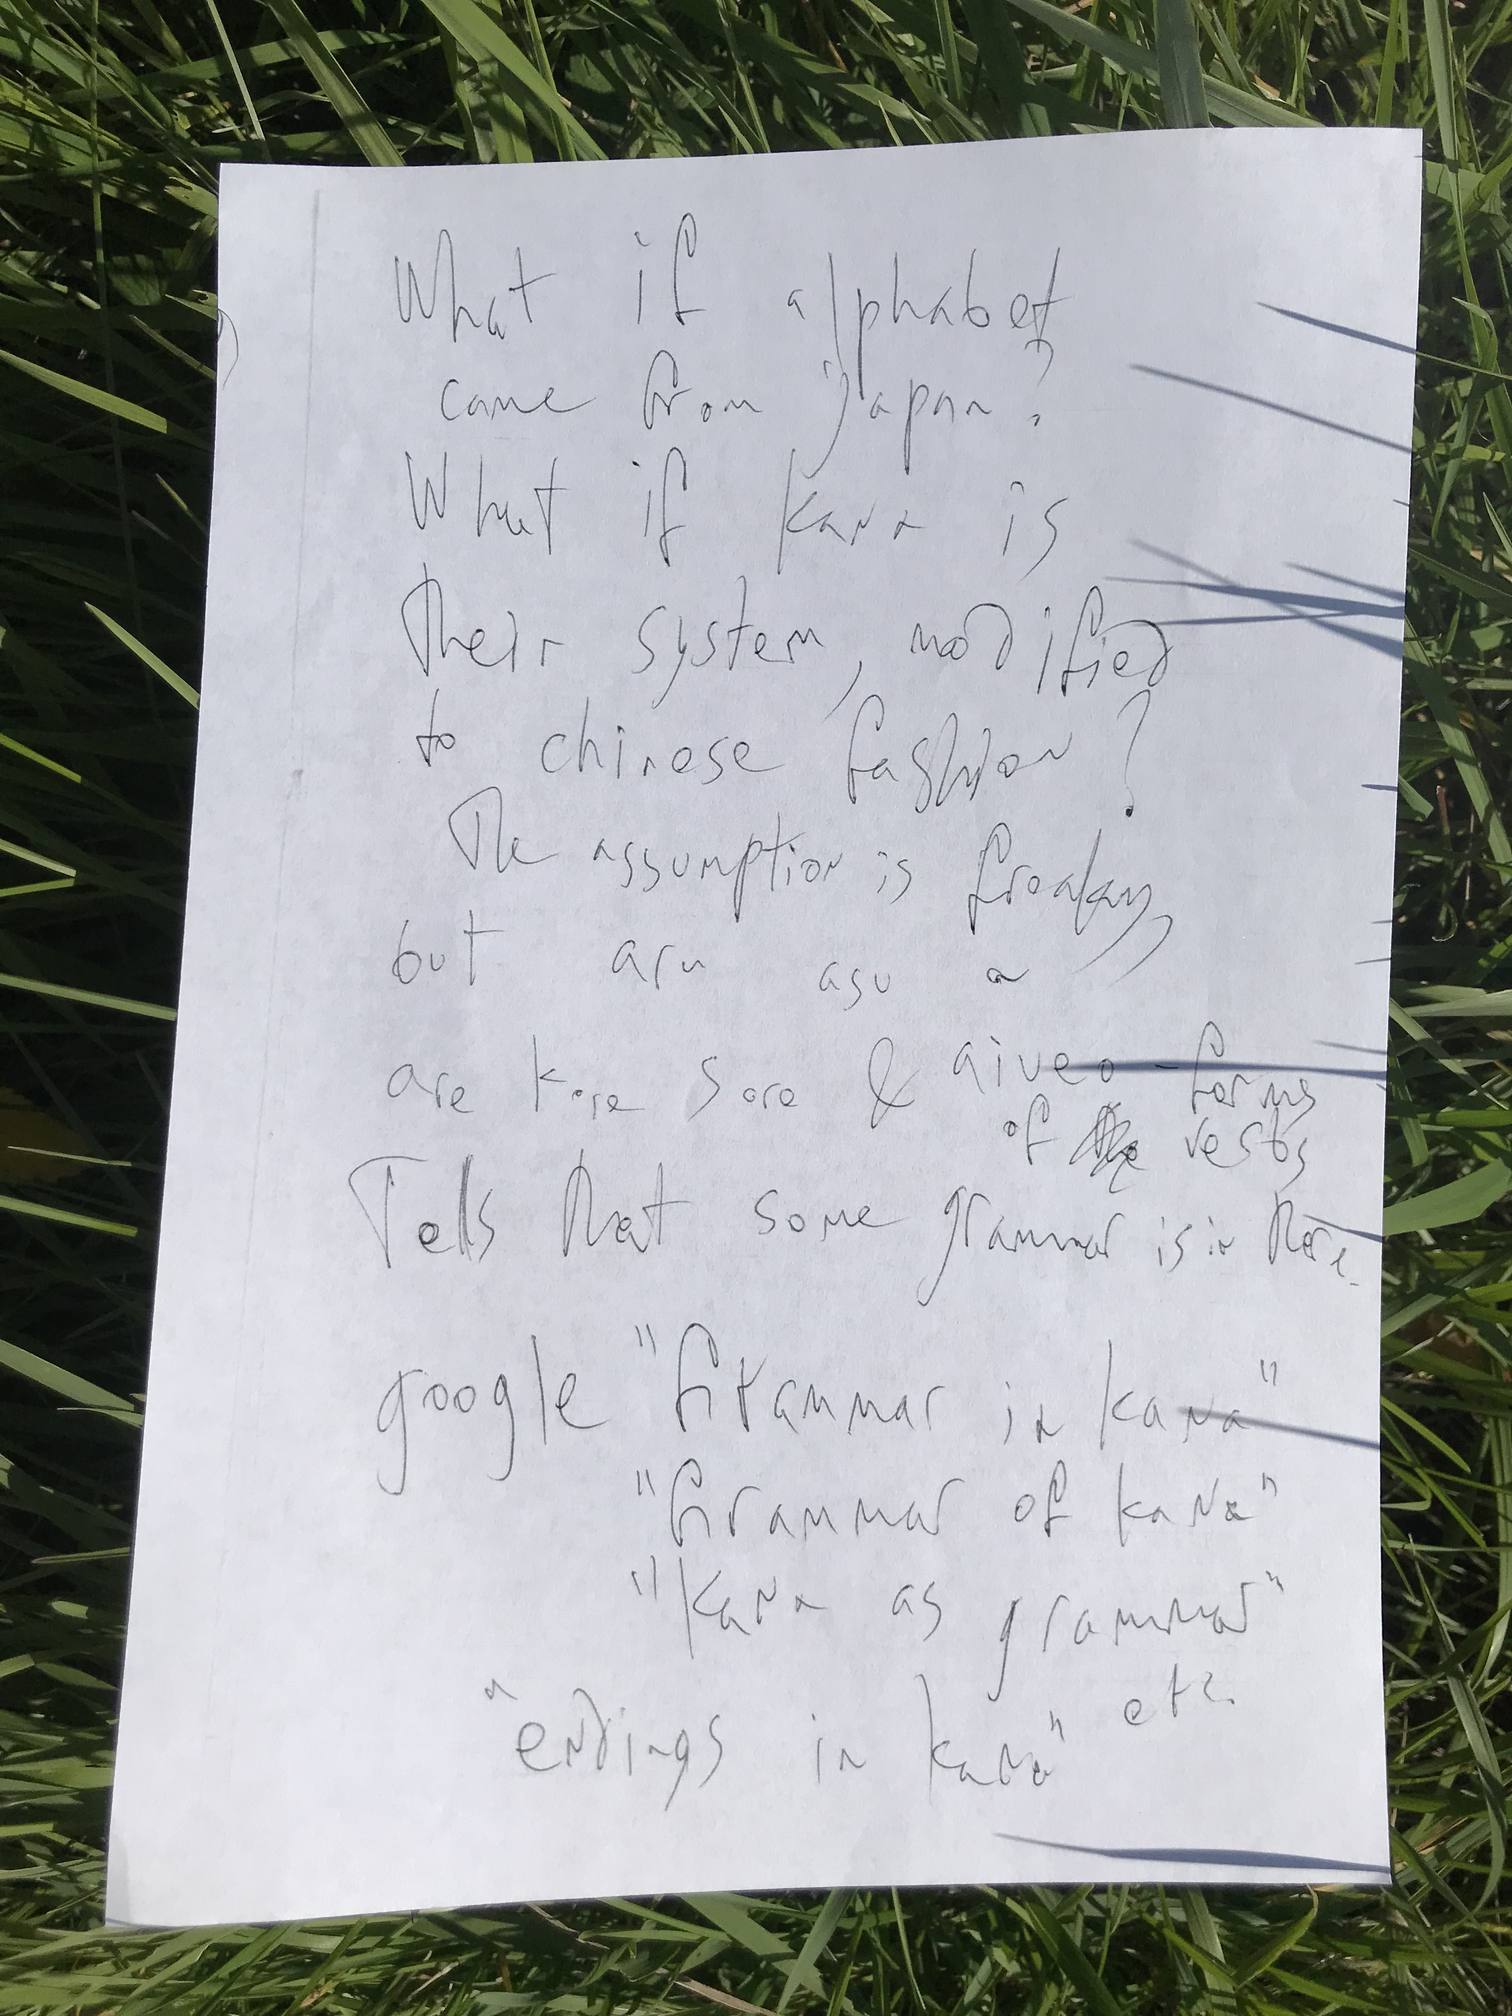 What if alphabet
came from Japan?
What if kana is
their system, modified
to chinese fashion?
The assumption is freaky,
but aru asu a
are kore sore & aiueo-forms
of the verbs
Tells that some grammar is in there.
google "Grammar in kana"
"Grammar of kana"
"Kana as grammar"
"endings in kana" etc.